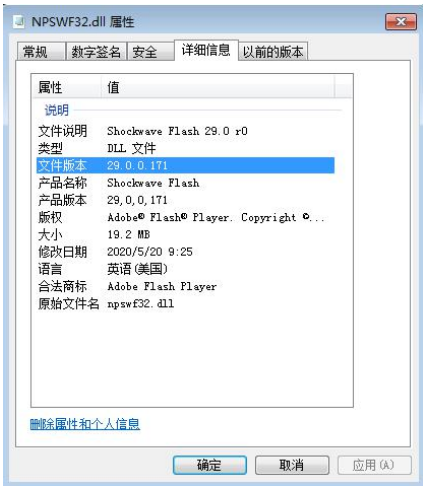 NPSWF32.dll 属性
常规 数字签名 安全 详细信息 以前的版本
属性 值
说明
文件说明 Shockwave Flash 29.0 r0
类型 DLL 文件
文件版本 29.0.0.171
产品名称 Shockwave Flash
产品版本 29,0,0,171
版权 Adobe® Flash® Player. Copyright ©...
大小 19.2 MB
修改日期 2020/5/20 9:25
语言 英语(美国)
合法商标 Adobe Flash Player
原始文件名 npswf32.dll
删除属性和个人信息
确定 取消 应用(A)